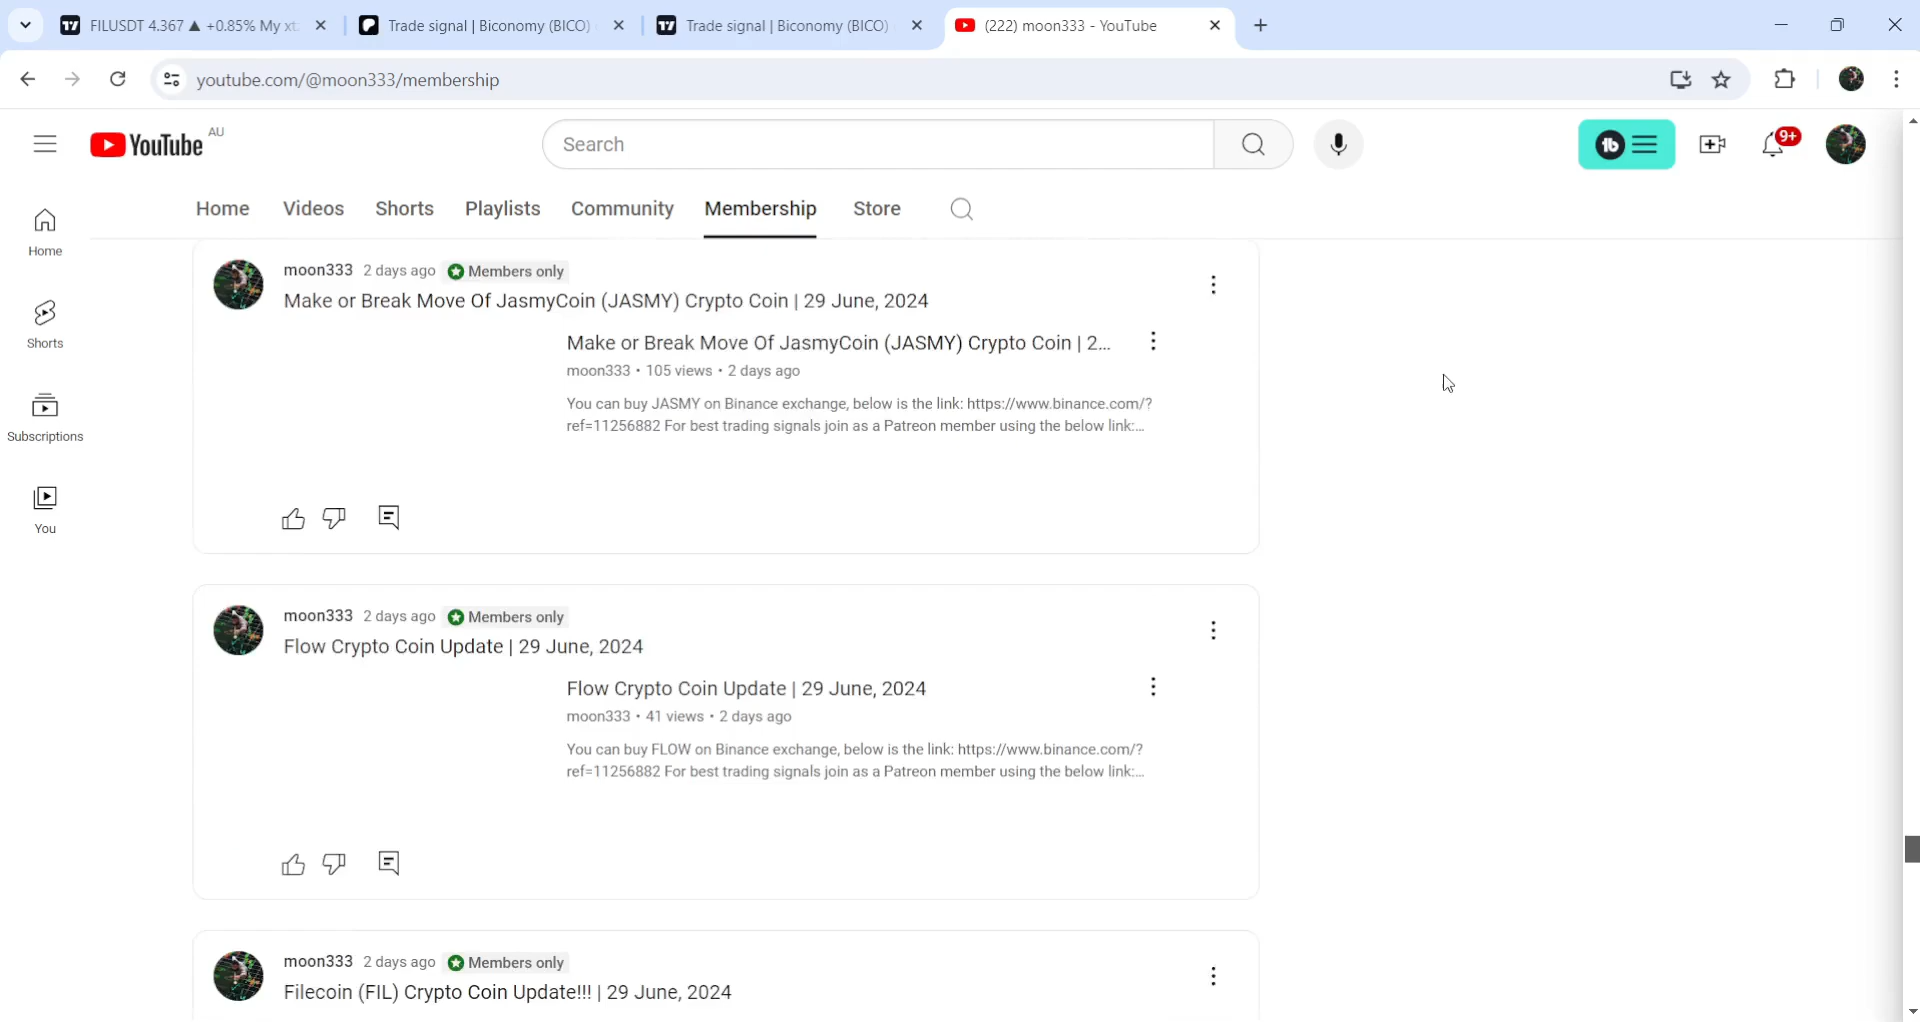 FILUSDT 4.367 ▲ +0.85% My xt
Trade signal | Biconomy (BICO)
Trade signal | Biconomy (BICO)
(222) moon333 - YouTube
youtube.com/@moon333/membership
YouTube AU
Search
9+
Home
Videos
Shorts
Playlists
Community
Membership
Store
Home
Shorts
Subscriptions
You
moon333 2 days ago Members only
Make or Break Move Of JasmyCoin (JASMY) Crypto Coin | 29 June, 2024
Make or Break Move Of JasmyCoin (JASMY) Crypto Coin | 2...
moon333 • 105 views • 2 days ago
You can buy JASMY on Binance exchange, below is the link: https://www.binance.com/?
ref=11256882 For best trading signals join as a Patreon member using the below link:...
moon333 2 days ago Members only
Flow Crypto Coin Update | 29 June, 2024
Flow Crypto Coin Update | 29 June, 2024
moon333 • 41 views • 2 days ago
You can buy FLOW on Binance exchange, below is the link: https://www.binance.com/?
ref=11256882 For best trading signals join as a Patreon member using the below link:...
moon333 2 days ago Members only
Filecoin (FIL) Crypto Coin Update!!! | 29 June, 2024